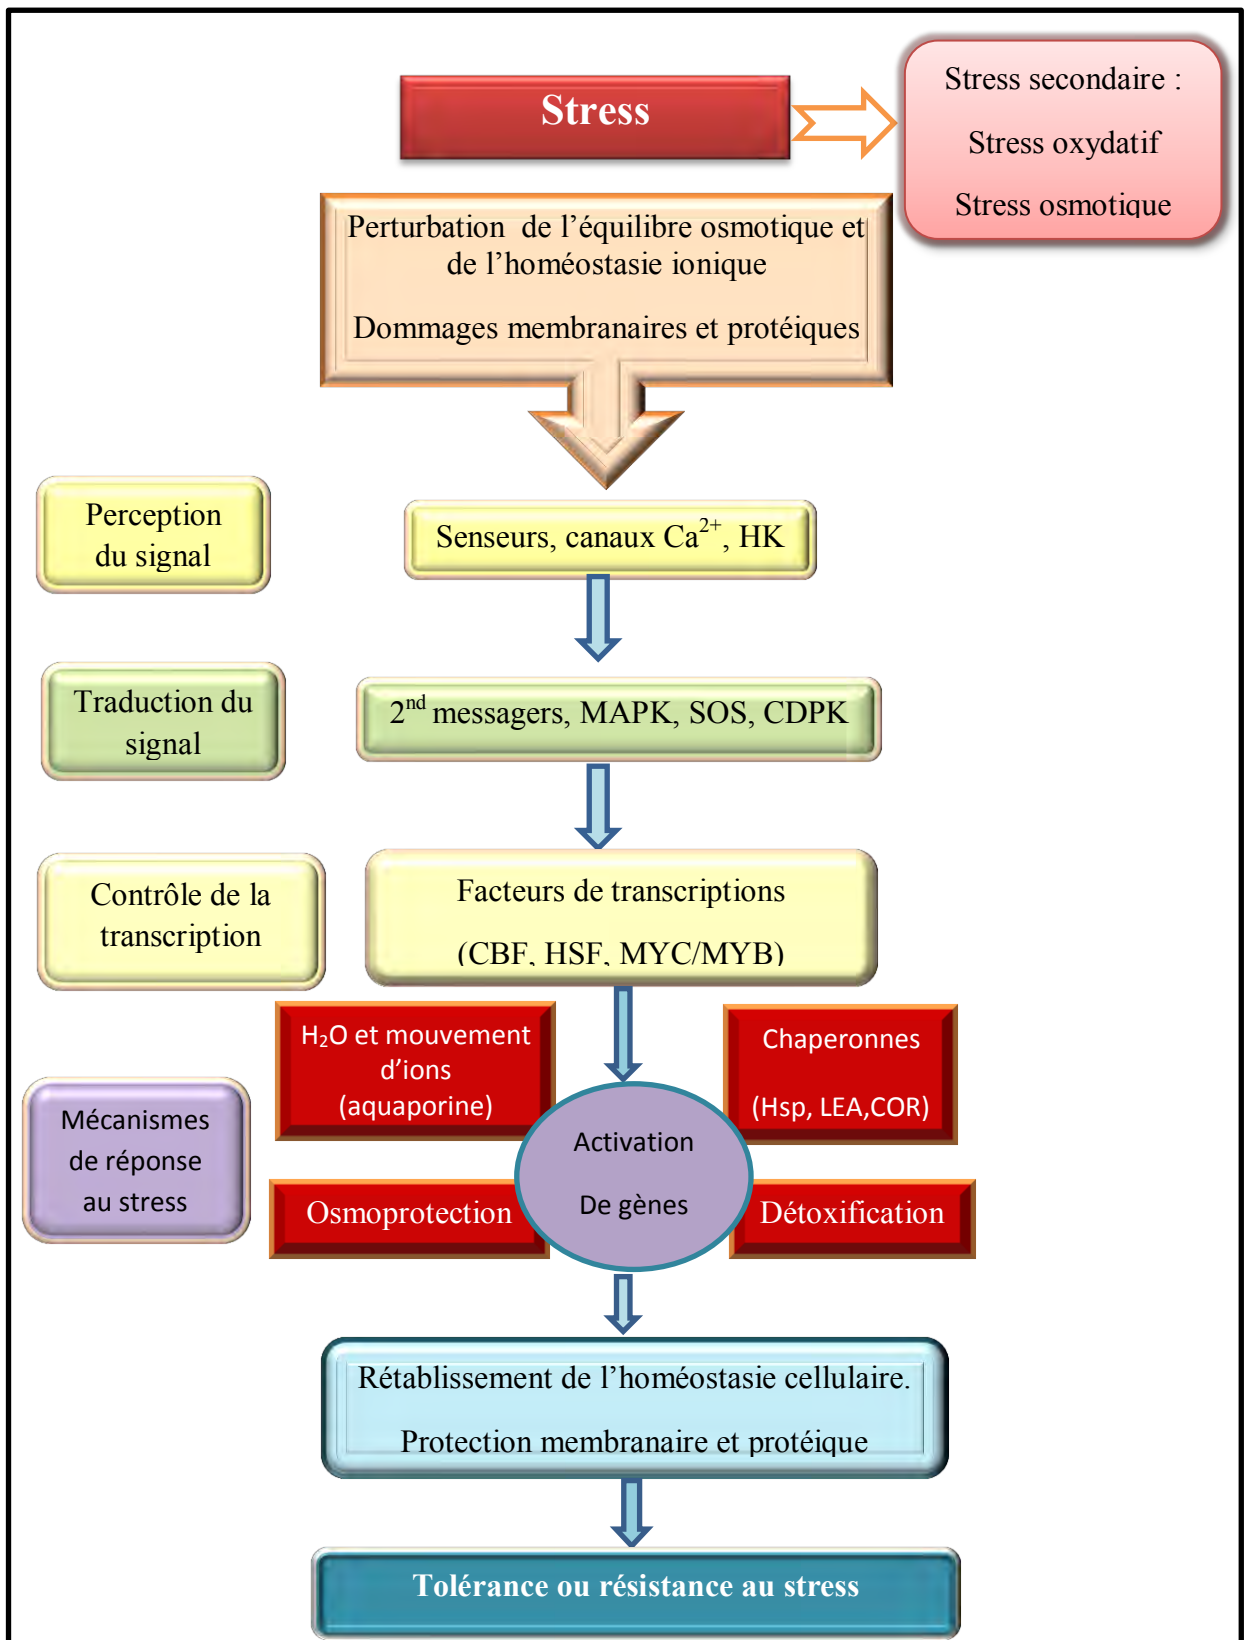 Stress
Stress secondaire :
Stress oxydatif
Stress osmotique
Perturbation de l’équilibre osmotique et
de l’homéostasie ionique
Dommages membranaires et protéiques
Perception
du signal
Senseurs, canaux Ca²⁺, HK
Traduction du
signal
2ⁿᵈ messagers, MAPK, SOS, CDPK
Contrôle de la
transcription
Facteurs de transcriptions
(CBF, HSF, MYC/MYB)
H₂O et mouvement
d’ions
(aquaporine)
Chaperonnes
(Hsp, LEA,COR)
Mécanismes
de réponse
au stress
Activation
De gènes
Osmoprotection
Détoxification
Rétablissement de l’homéostasie cellulaire.
Protection membranaire et protéique
Tolérance ou résistance au stress